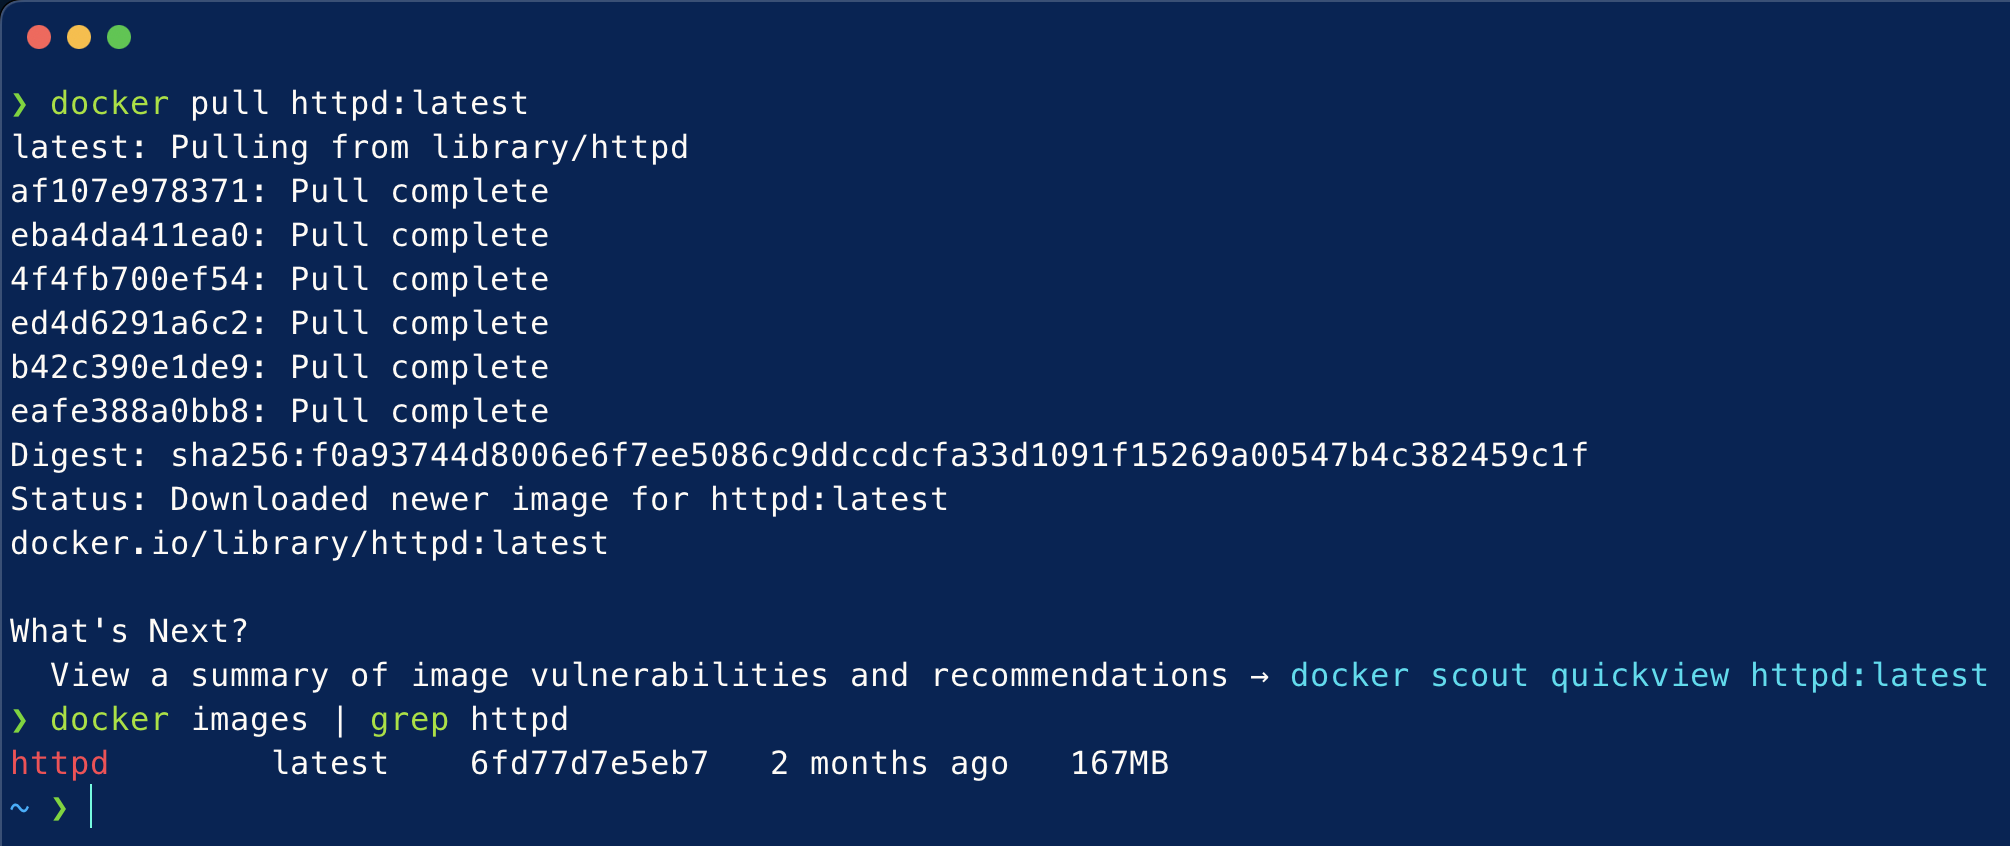 ❯ docker pull httpd:latest
latest: Pulling from library/httpd
af107e978371: Pull complete
eba4da411ea0: Pull complete
4f4fb700ef54: Pull complete
ed4d6291a6c2: Pull complete
b42c390e1de9: Pull complete
eafe388a0bb8: Pull complete
Digest: sha256:f0a93744d8006e6f7ee5086c9ddccdcfa33d1091f15269a00547b4c382459c1f
Status: Downloaded newer image for httpd:latest
docker.io/library/httpd:latest
What's Next?
View a summary of image vulnerabilities and recommendations → docker scout quickview httpd:latest
❯ docker images | grep httpd
httpd latest 6fd77d7e5eb7 2 months ago 167MB
~ ❯